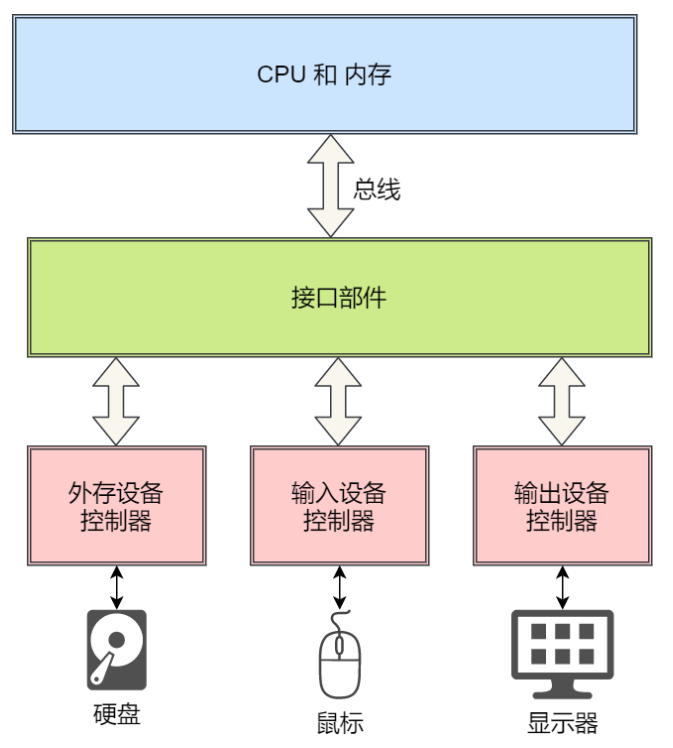 CPU 和 内存
总线
接口部件
外存设备
控制器
输入设备
控制器
输出设备
控制器
硬盘
鼠标
显示器